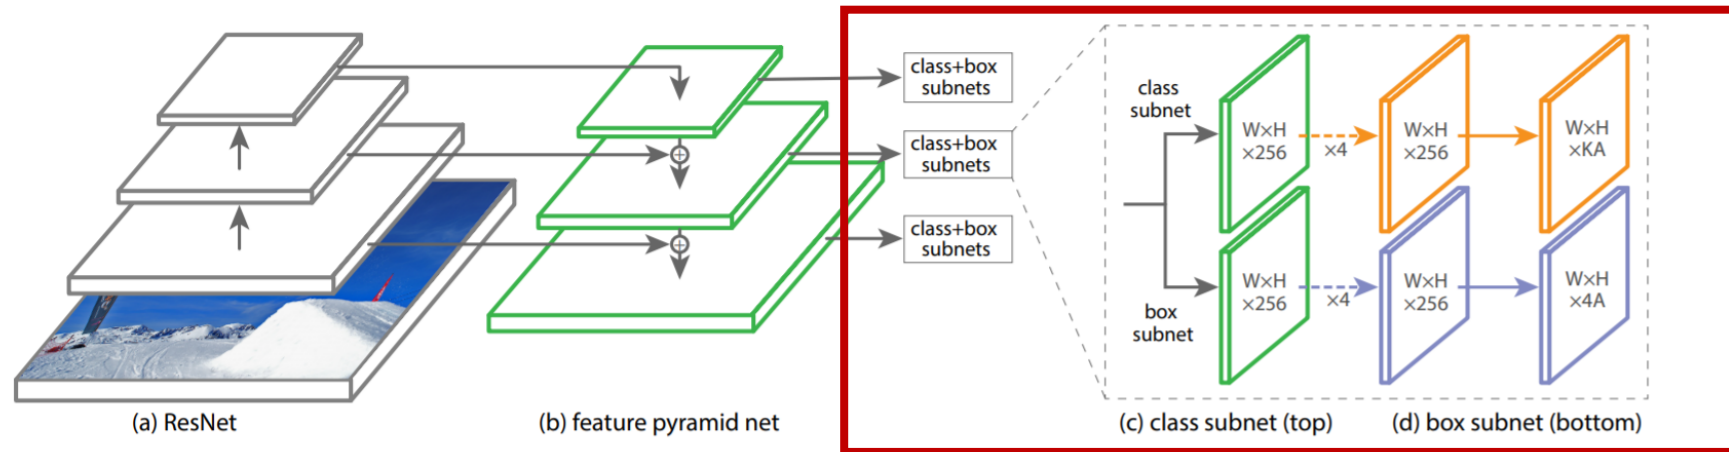 class+box
subnets
class+box
subnets
class+box
subnets
class
subnet
W×H
×256
×4
W×H
×256
W×H
×KA
box
subnet
W×H
×256
×4
W×H
×256
W×H
×4A
(a) ResNet
(b) feature pyramid net
(c) class subnet (top)
(d) box subnet (bottom)